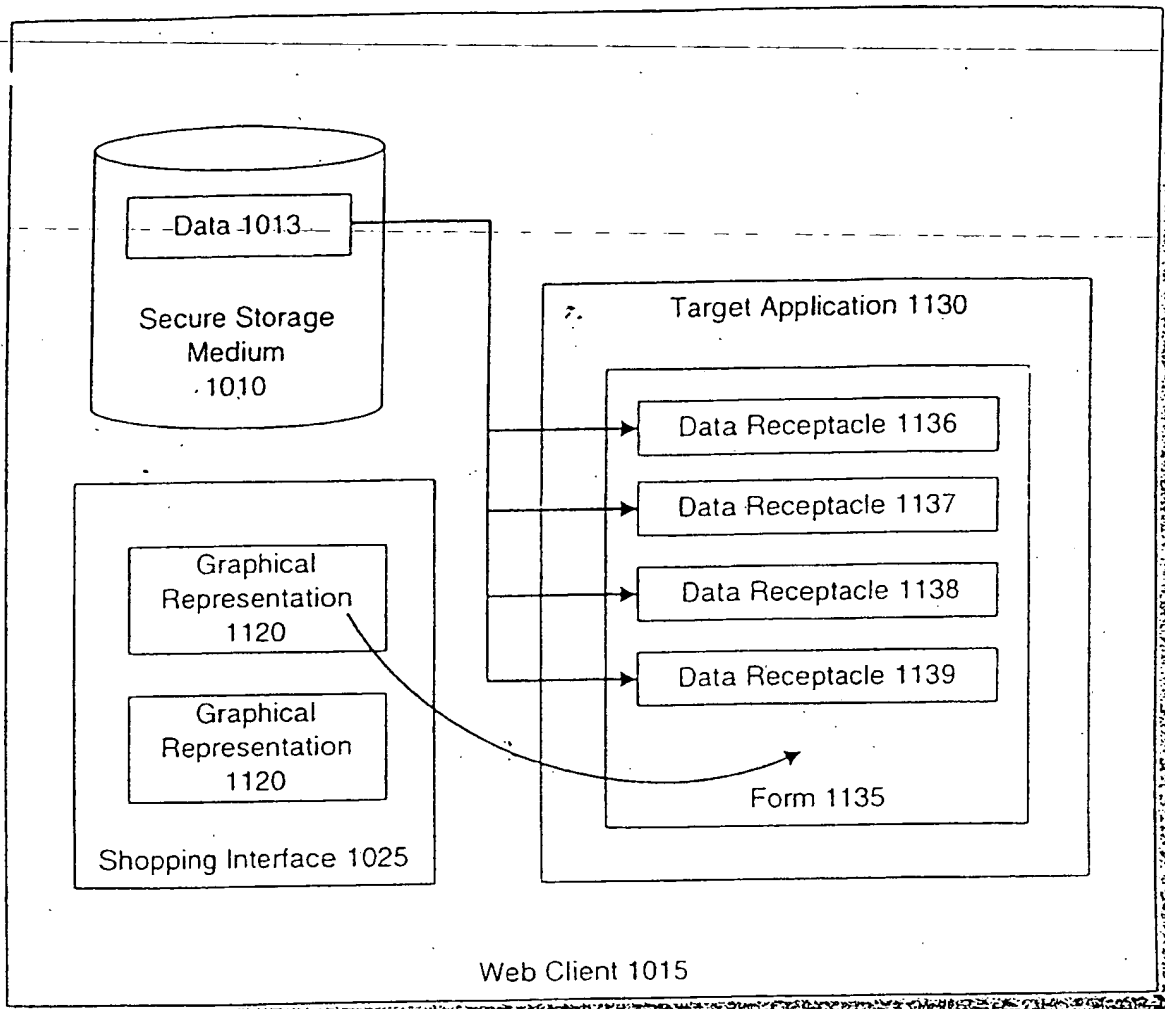 Data 1013
Secure Storage
Medium
1010
Target Application 1130
Data Receptacle 1136
Data Receptacle 1137
Data Receptacle 1138
Data Receptacle 1139
Form 1135
Graphical
Representation
1120
Graphical
Representation
1120
Shopping Interface 1025
Web Client 1015